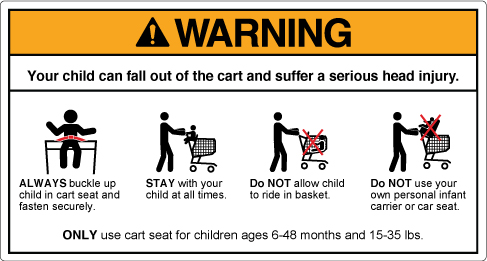 WARNING
Your child can fall out of the cart and suffer a serious head injury.
ALWAYS buckle up
child in cart seat and
fasten securely.
STAY with your
child at all times.
Do NOT allow child
to ride in basket.
Do NOT use your
own personal infant
carrier or car seat.
ONLY use cart seat for children ages 6-48 months and 15-35 lbs.